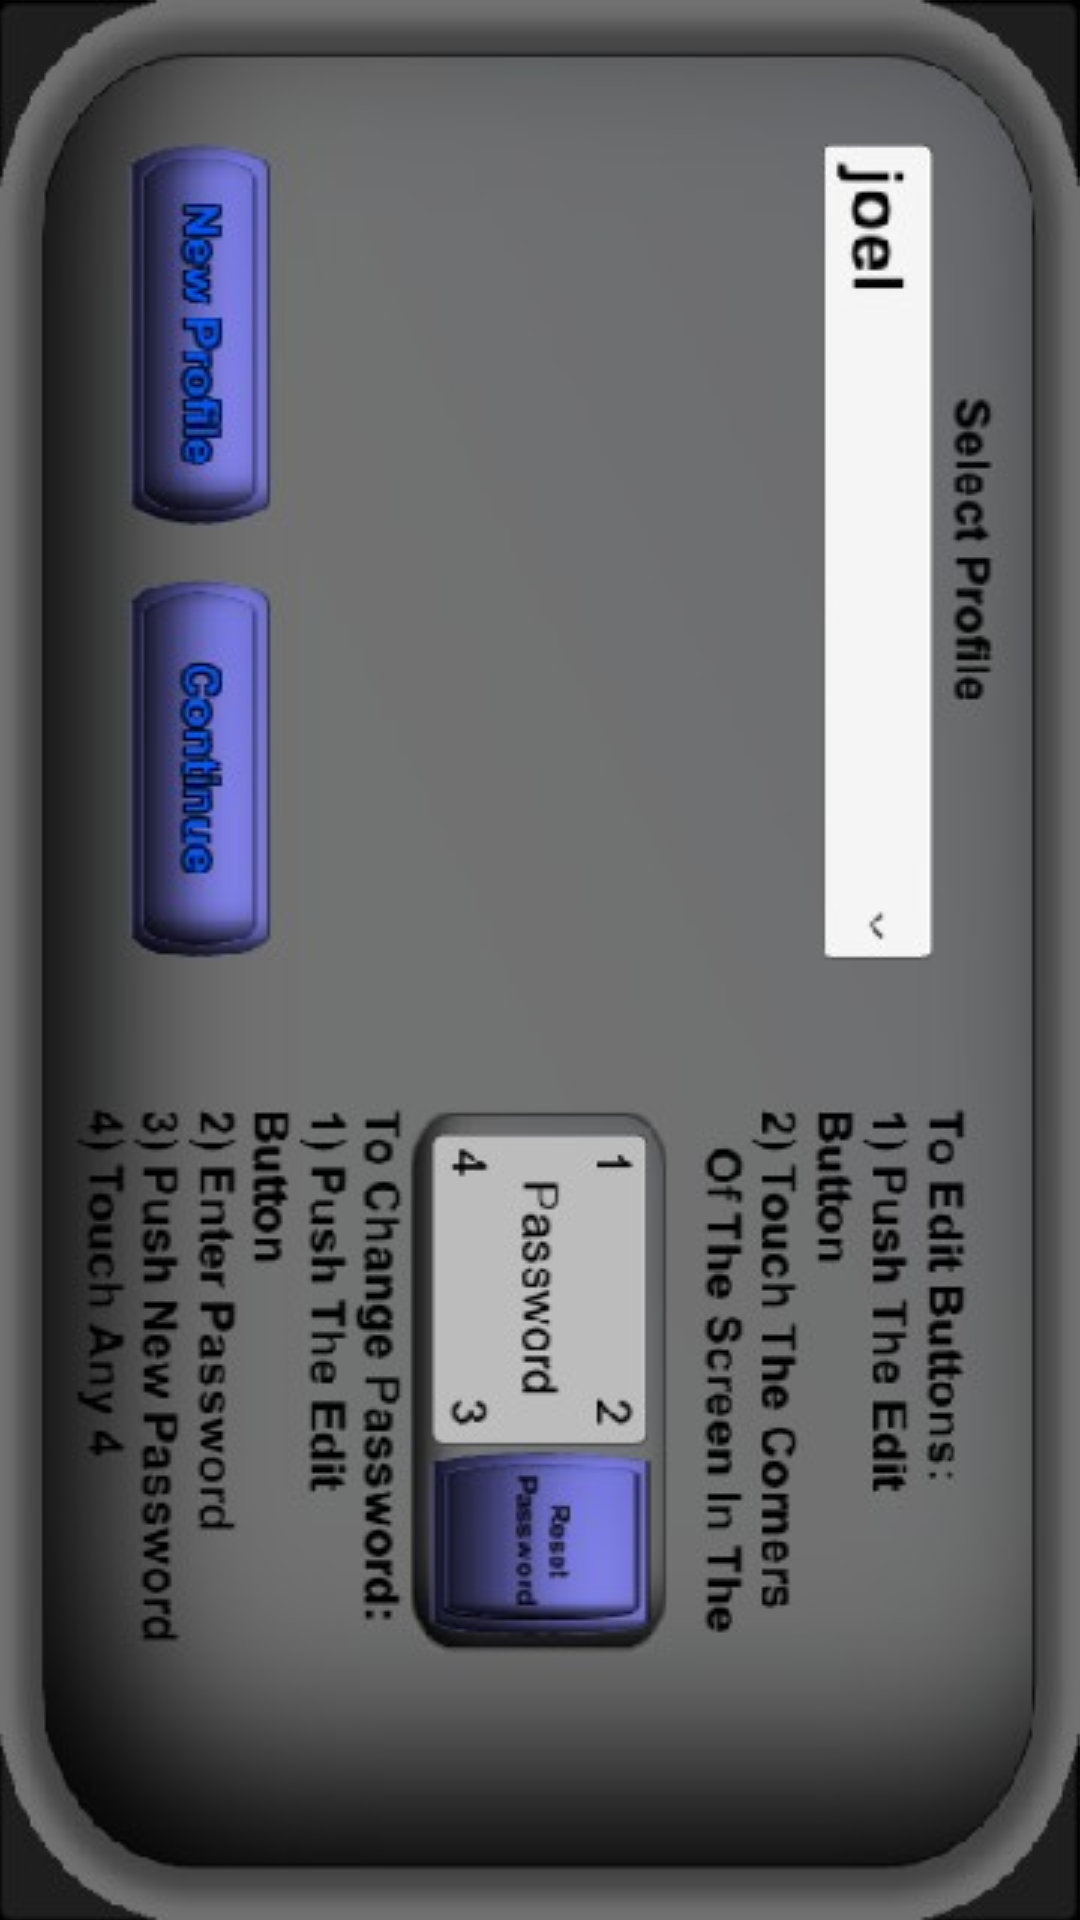 Select Profile
joel
New Profile
Continue
To Edit Buttons:
1) Push The Edit
Button
2) Touch The Corners
Of The Screen In The
1
2
Password
4
3
Reset
Password
To Change Password:
1) Push The Edit
Button
2) Enter Password
3) Push New Password
4) Touch Any 4